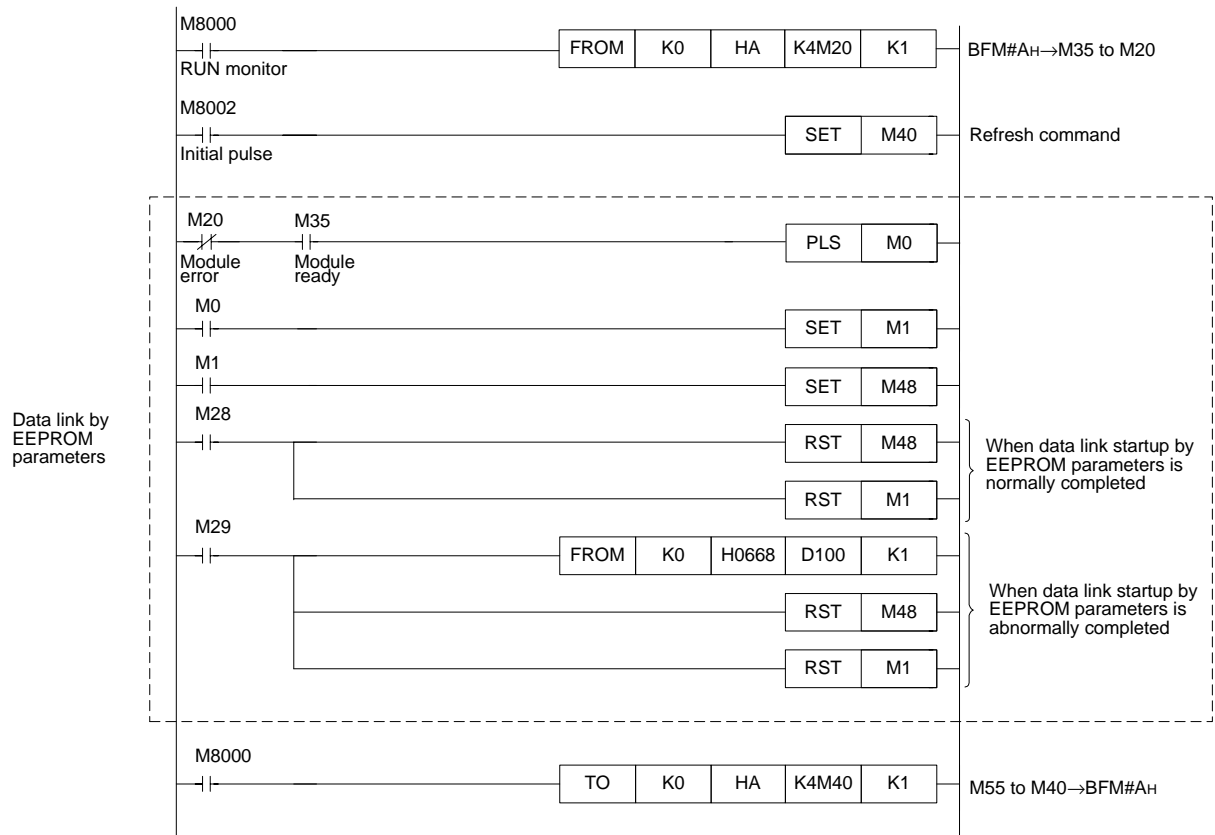 M8000
RUN monitor
FROM K0 HA K4M20 K1
BFM#AH→M35 to M20
M8002
Initial pulse
SET M40
Refresh command
M20
Module
error
M35
Module
ready
PLS M0
M0
SET M1
M1
SET M48
Data link by
EEPROM
parameters
M28
RST M48
RST M1
When data link startup by
EEPROM parameters is
normally completed
M29
FROM K0 H0668 D100 K1
RST M48
RST M1
When data link startup by
EEPROM parameters is
abnormally completed
M8000
TO K0 HA K4M40 K1
M55 to M40→BFM#AH